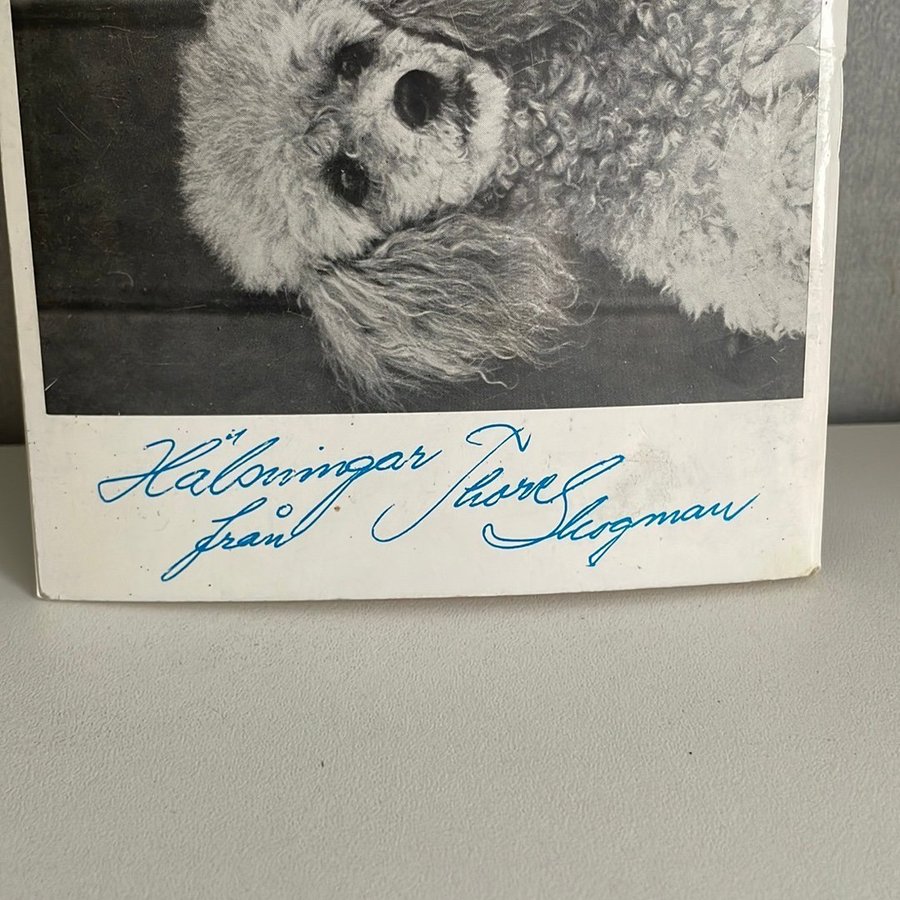 Hälsningar
från
Thore
Skogman